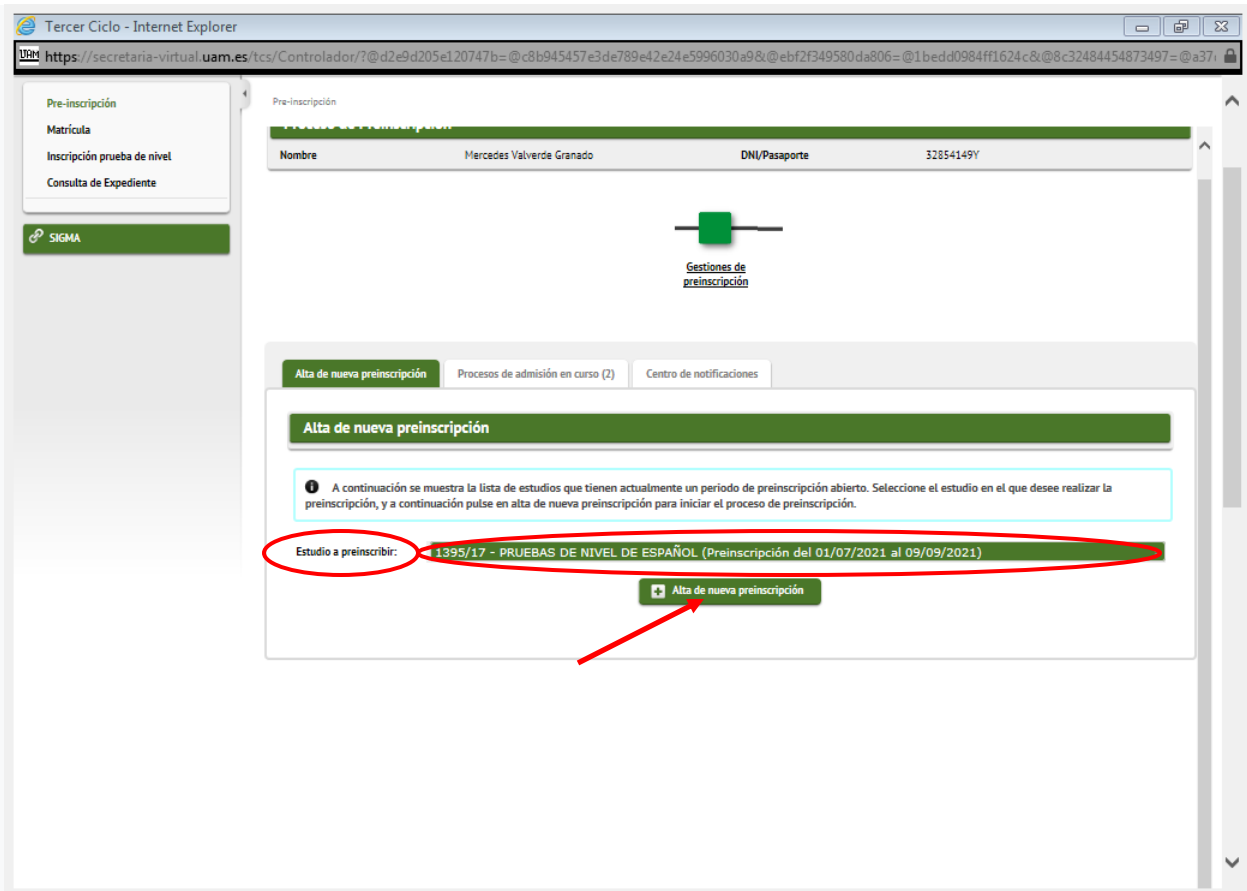 Tercer Ciclo - Internet Explorer
UAM https://secretaria-virtual.uam.es/tcs/Controlador/?@d2e9d205e120747b=@c8b945457e3de789e42e24e5996030a9&@ebf2f349580da806=@1bedd0984ff1624c&@8c32484454873497=@a37
Pre-inscripción
Matrícula
Inscripción prueba de nivel
Consulta de Expediente
SIGMA
Pre-inscripción
Proceso de Preinscripción
Nombre Mercedes Valverde Granado DNI/Pasaporte 32854149Y
Gestiones de
preinscripción
Alta de nueva preinscripción Procesos de admisión en curso (2) Centro de notificaciones
Alta de nueva preinscripción
A continuación se muestra la lista de estudios que tienen actualmente un periodo de preinscripción abierto. Seleccione el estudio en el que desee realizar la
preinscripción, y a continuación pulse en alta de nueva preinscripción para iniciar el proceso de preinscripción.
Estudio a preinscribir: 1395/17 - PRUEBAS DE NIVEL DE ESPAÑOL (Preinscripción del 01/07/2021 al 09/09/2021)
Alta de nueva preinscripción